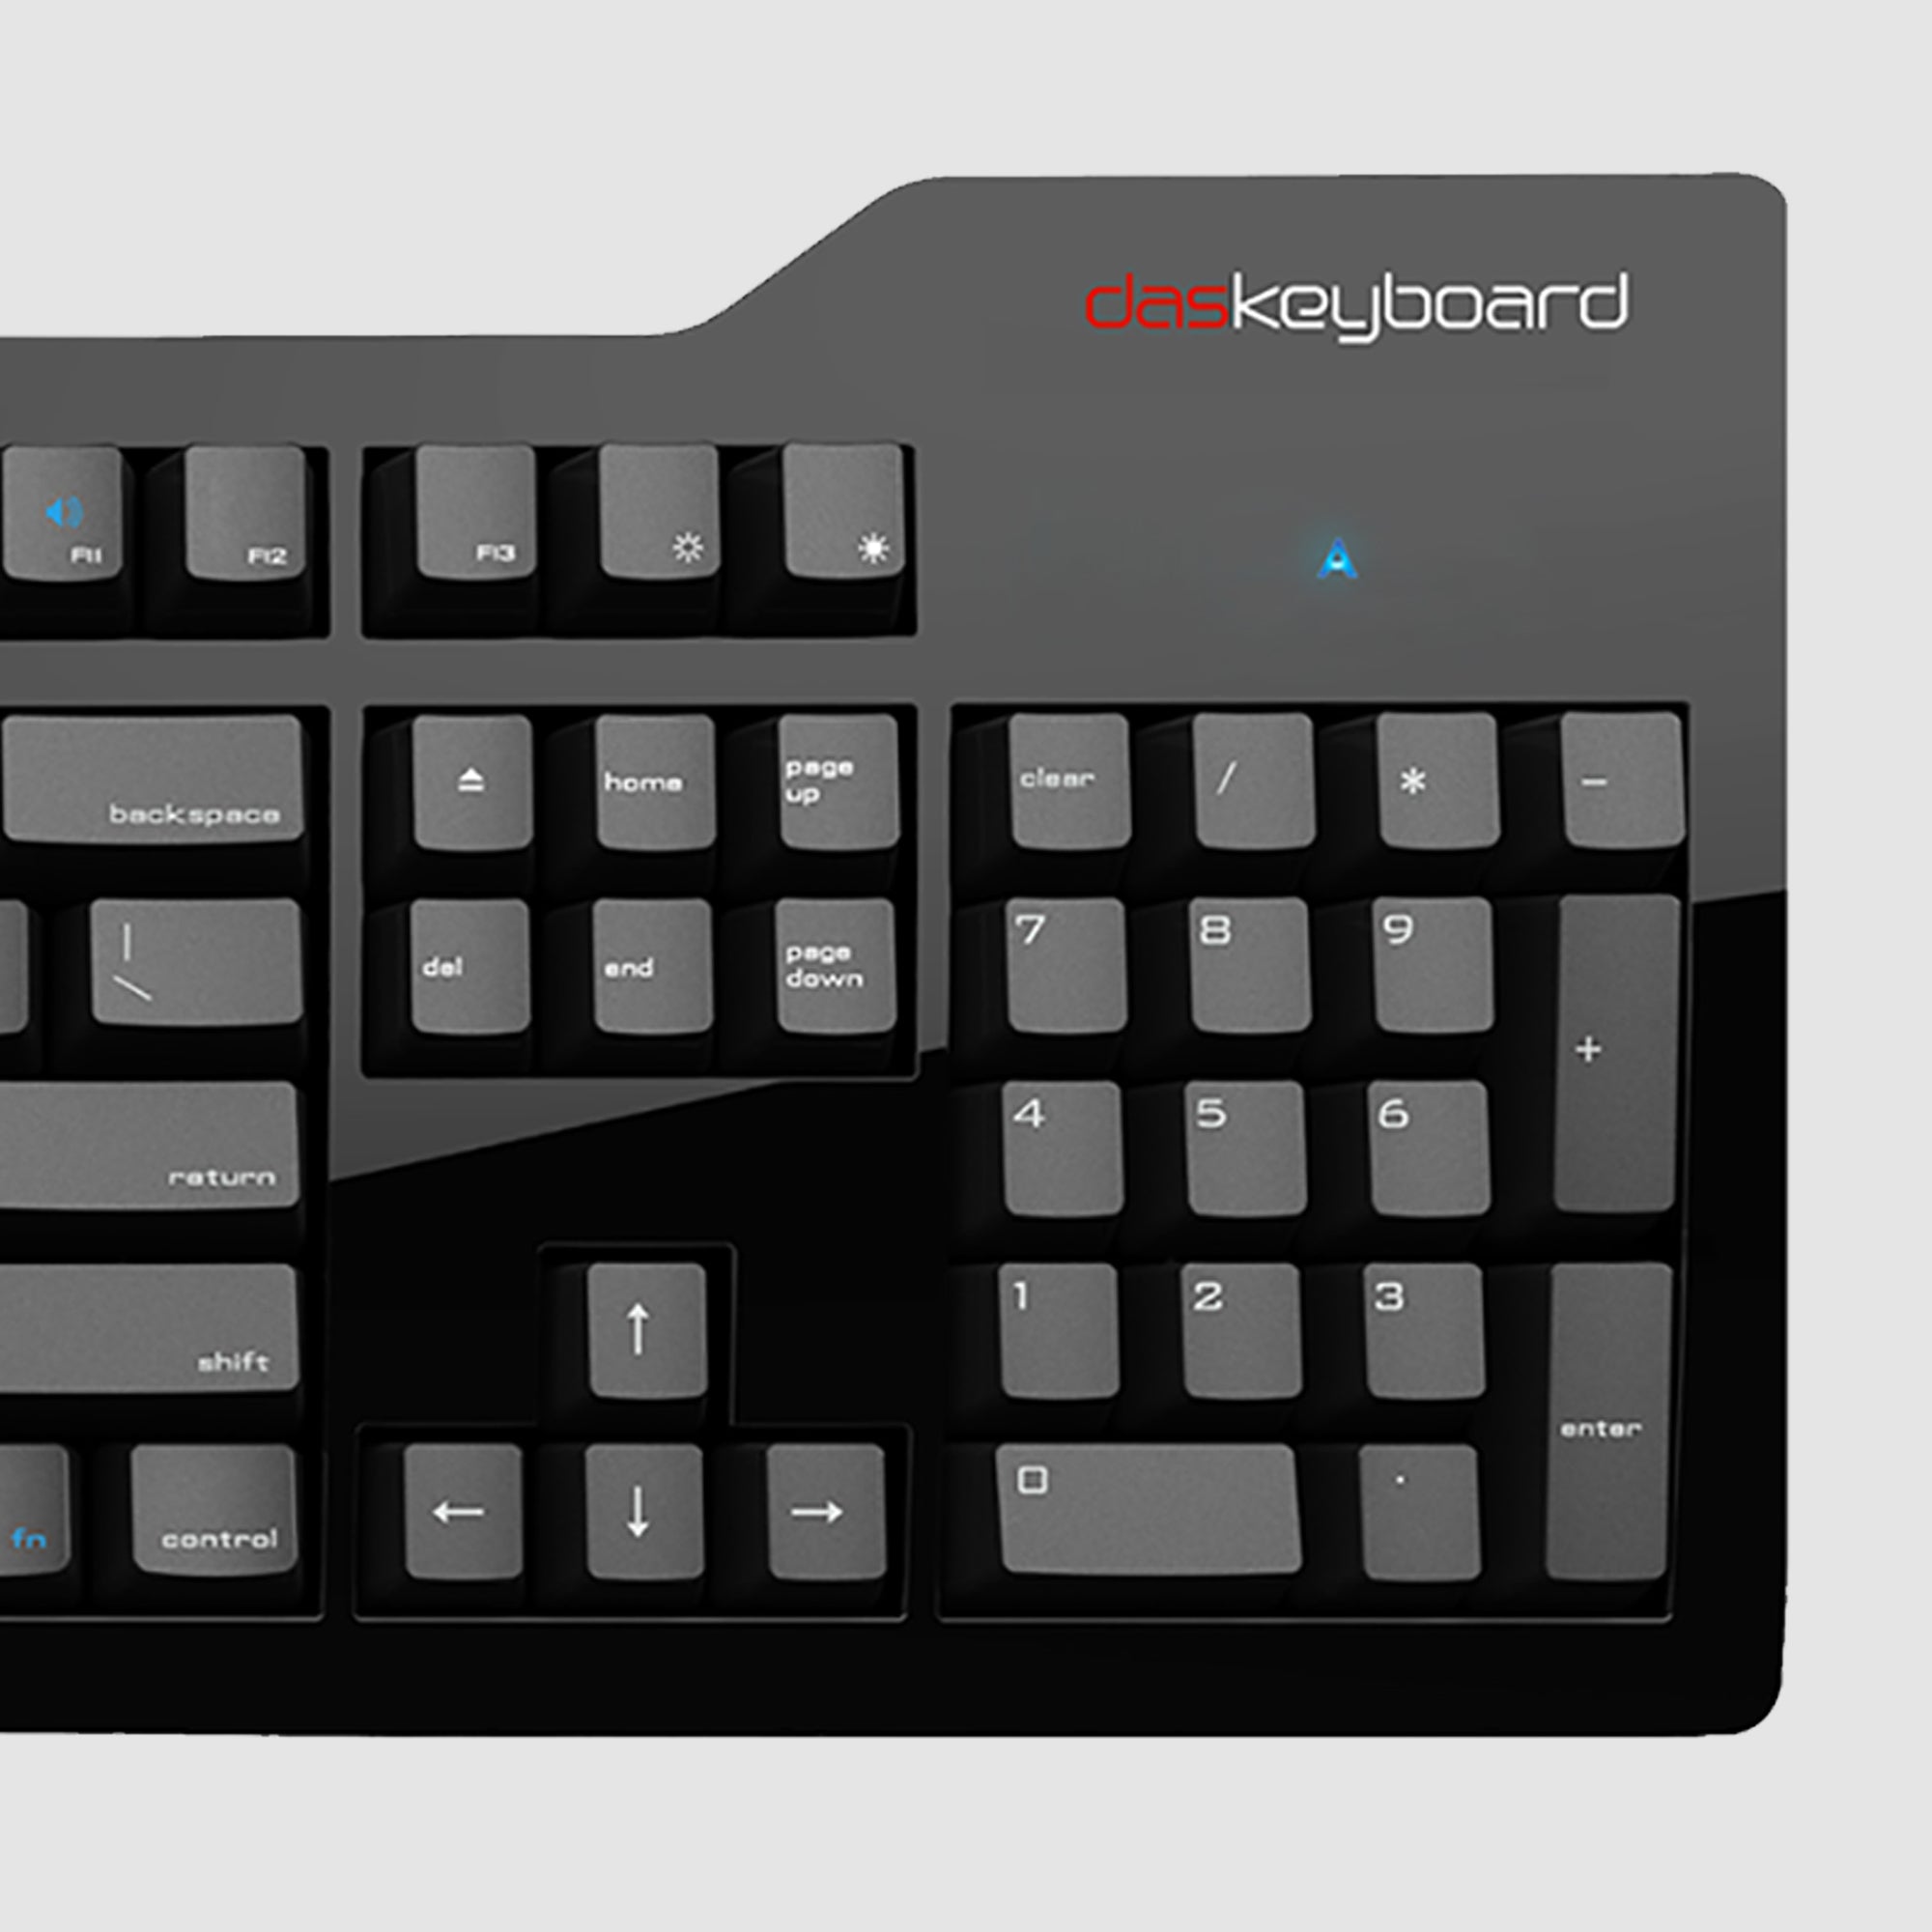 daskeyboard
F11
F12
F13
A
backspace
home
page
up
clear
/
*
-
7
8
9
|
\
del
end
page
down
+
4
5
6
return
1
2
3
shift
enter
0
.
fn
control